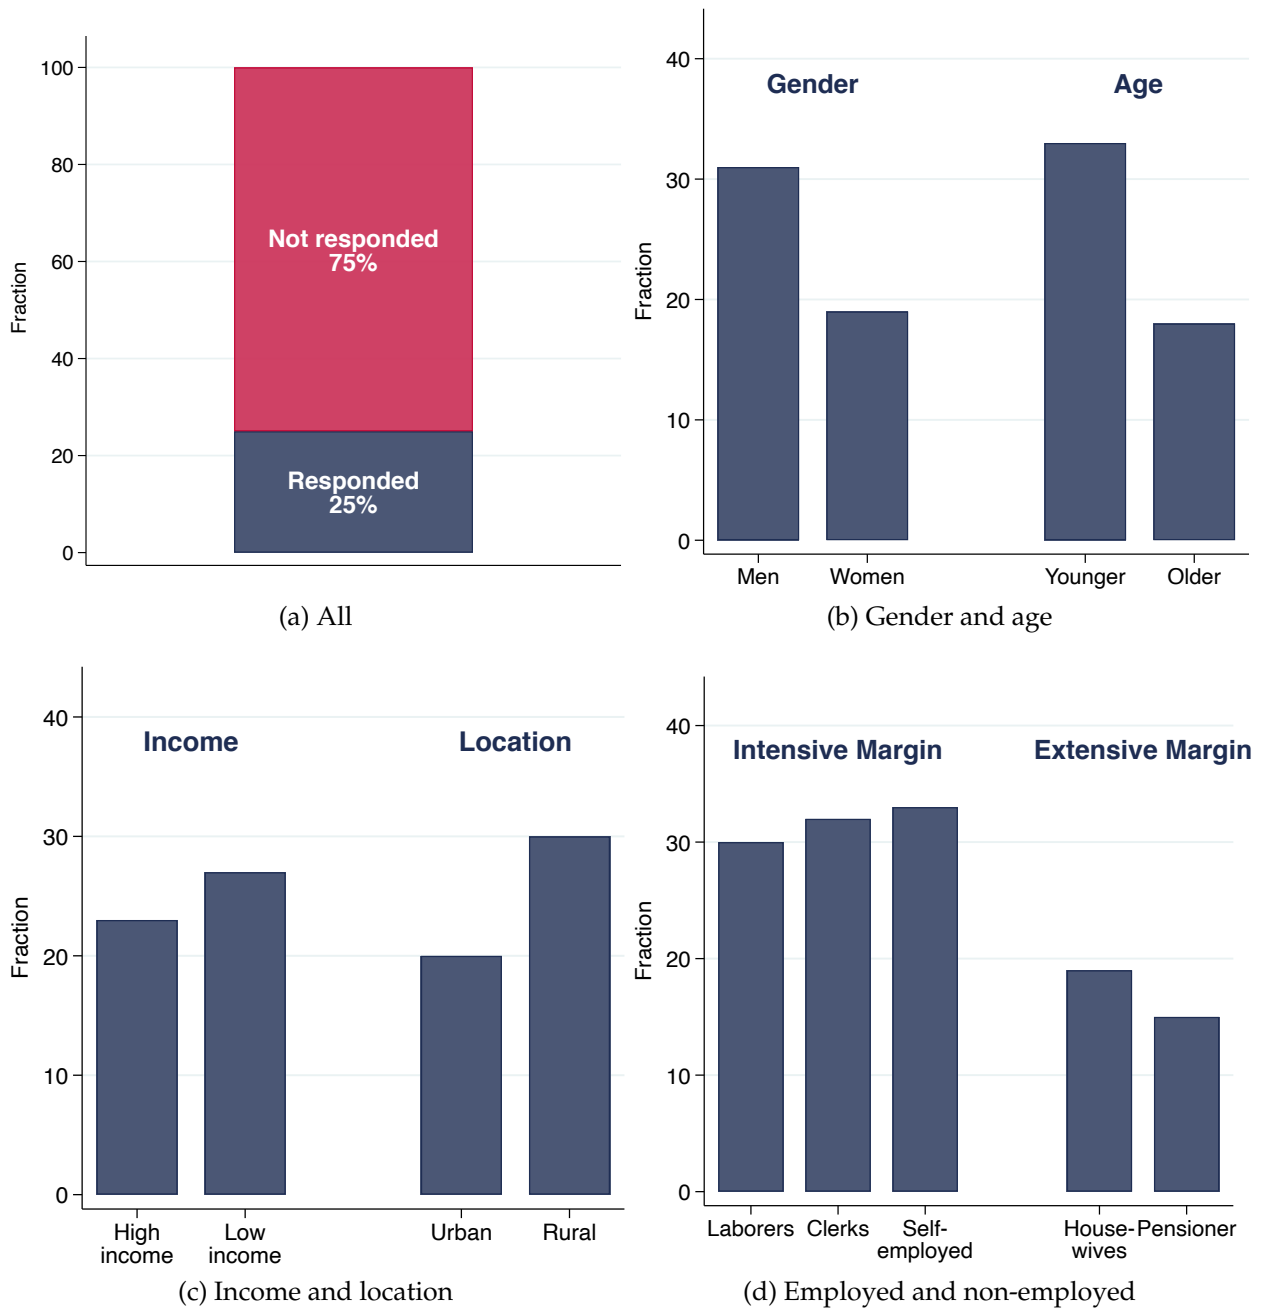 Fraction
100
80
60
40
20
0
Not responded
75%
Responded
25%
(a) All
Fraction
40
30
20
10
0
Gender
Age
Men
Women
Younger
Older
(b) Gender and age
Fraction
40
30
20
10
0
Income
Location
High
income
Low
income
Urban
Rural
(c) Income and location
Fraction
40
30
20
10
0
Intensive Margin
Extensive Margin
Laborers
Clerks
Self-
employed
House-
wives
Pensioner
(d) Employed and non-employed